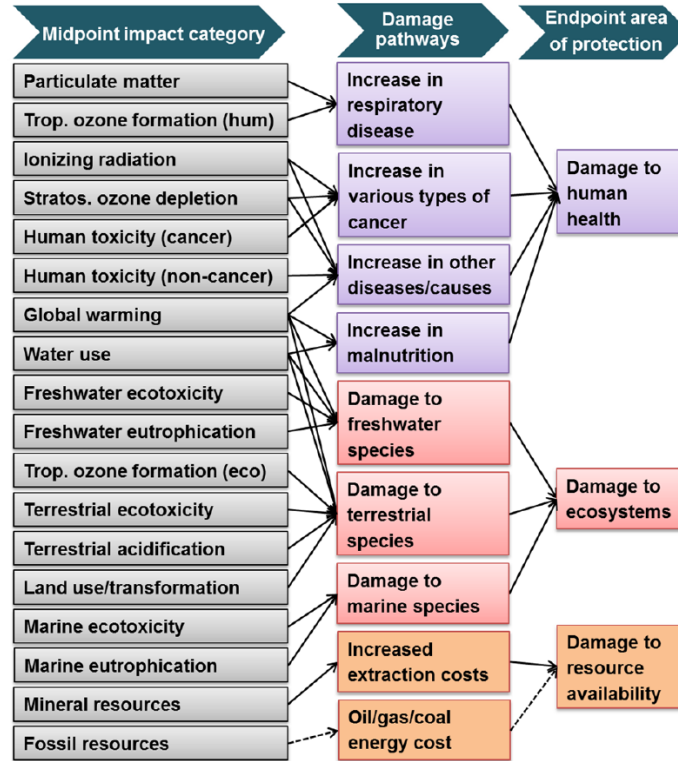 Midpoint impact category
Damage
pathways
Endpoint area
of protection
Particulate matter
Trop. ozone formation (hum)
Ionizing radiation
Stratos. ozone depletion
Human toxicity (cancer)
Human toxicity (non-cancer)
Global warming
Water use
Freshwater ecotoxicity
Freshwater eutrophication
Trop. ozone formation (eco)
Terrestrial ecotoxicity
Terrestrial acidification
Land use/transformation
Marine ecotoxicity
Marine eutrophication
Mineral resources
Fossil resources
Increase in
respiratory
disease
Increase in
various types of
cancer
Increase in other
diseases/causes
Increase in
malnutrition
Damage to
freshwater
species
Damage to
terrestrial
species
Damage to
marine species
Increased
extraction costs
Oil/gas/coal
energy cost
Damage to
human
health
Damage to
ecosystems
Damage to
resource
availability